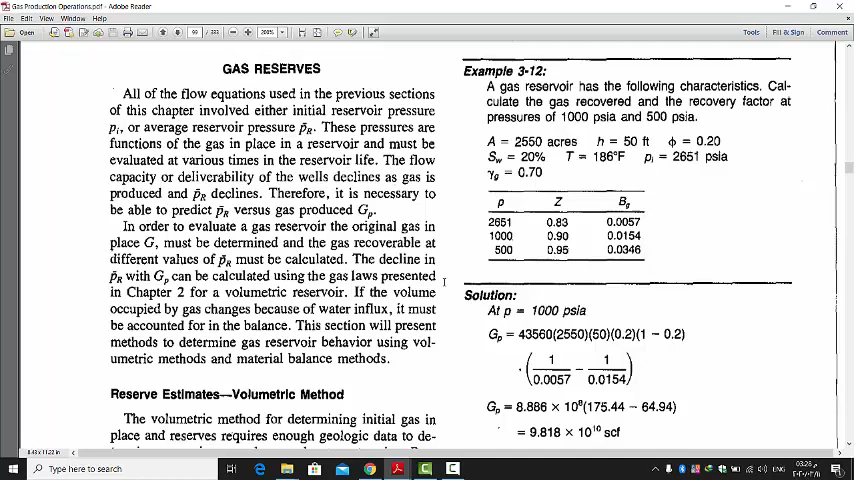 Gas Production Operations.pdf - Adobe Reader
File Edit View Window Help
Open 99 / 333 200% Tools Fill & Sign Comment
GAS RESERVES
All of the flow equations used in the previous sections
of this chapter involved either initial reservoir pressure
pi, or average reservoir pressure p̄R. These pressures are
functions of the gas in place in a reservoir and must be
evaluated at various times in the reservoir life. The flow
capacity or deliverability of the wells declines as gas is
produced and p̄R declines. Therefore, it is necessary to
be able to predict p̄R versus gas produced Gp.
In order to evaluate a gas reservoir the original gas in
place G, must be determined and the gas recoverable at
different values of p̄R must be calculated. The decline in
p̄R with Gp can be calculated using the gas laws presented
in Chapter 2 for a volumetric reservoir. If the volume
occupied by gas changes because of water influx, it must
be accounted for in the balance. This section will present
methods to determine gas reservoir behavior using vol-
umetric methods and material balance methods.
Reserve Estimates—Volumetric Method
The volumetric method for determining initial gas in
place and reserves requires enough geologic data to de-
Example 3-12:
A gas reservoir has the following characteristics. Cal-
culate the gas recovered and the recovery factor at
pressures of 1000 psia and 500 psia.
A = 2550 acres h = 50 ft ϕ = 0.20
Sw = 20% T = 186°F pi = 2651 psia
γg = 0.70
p Z Bg
2651 0.83 0.0057
1000 0.90 0.0154
500 0.95 0.0346
Solution:
At p = 1000 psia
Gp = 43560(2550)(50)(0.2)(1 − 0.2)
· (1/0.0057 − 1/0.0154)
Gp = 8.886 × 10⁸(175.44 − 64.94)
= 9.818 × 10¹⁰ scf
8.43 x 11.22 in
Type here to search
ENG
03:28 م